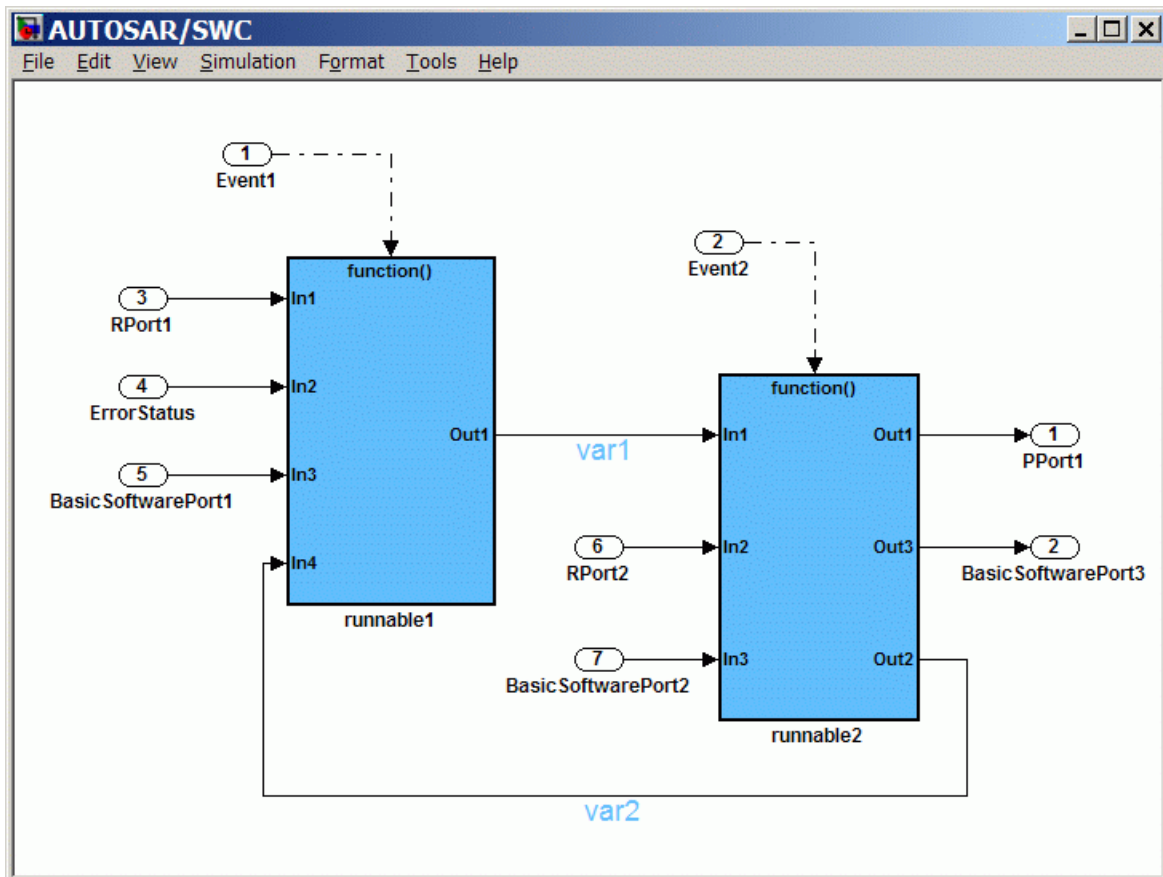 AUTOSAR/SWC
File Edit View Simulation Format Tools Help
1
Event1
2
Event2
function()
3
RPort1
In1
4
ErrorStatus
In2
5
BasicSoftwarePort1
In3
In4
Out1
runnable1
var1
function()
In1
Out1
1
PPort1
6
RPort2
In2
Out3
2
BasicSoftwarePort3
7
BasicSoftwarePort2
In3
Out2
runnable2
var2